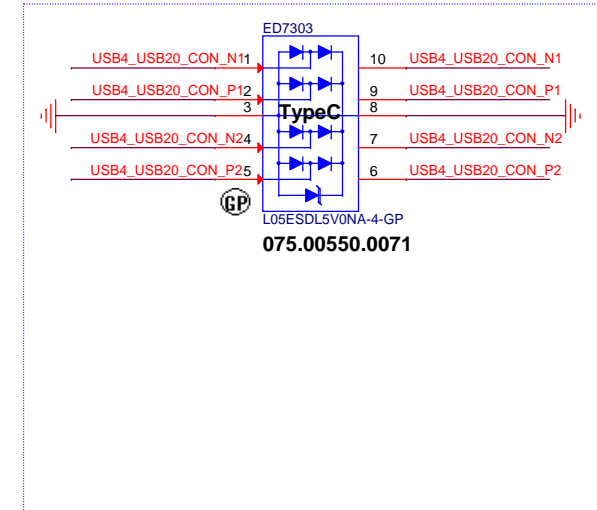 ED7303
USB4_USB20_CON_N1 1 10 USB4_USB20_CON_N1
USB4_USB20_CON_P1 2 9 USB4_USB20_CON_P1
3 TypeC 8
USB4_USB20_CON_N2 4 7 USB4_USB20_CON_N2
USB4_USB20_CON_P2 5 6 USB4_USB20_CON_P2
GP
L05ESDL5V0NA-4-GP
075.00550.0071